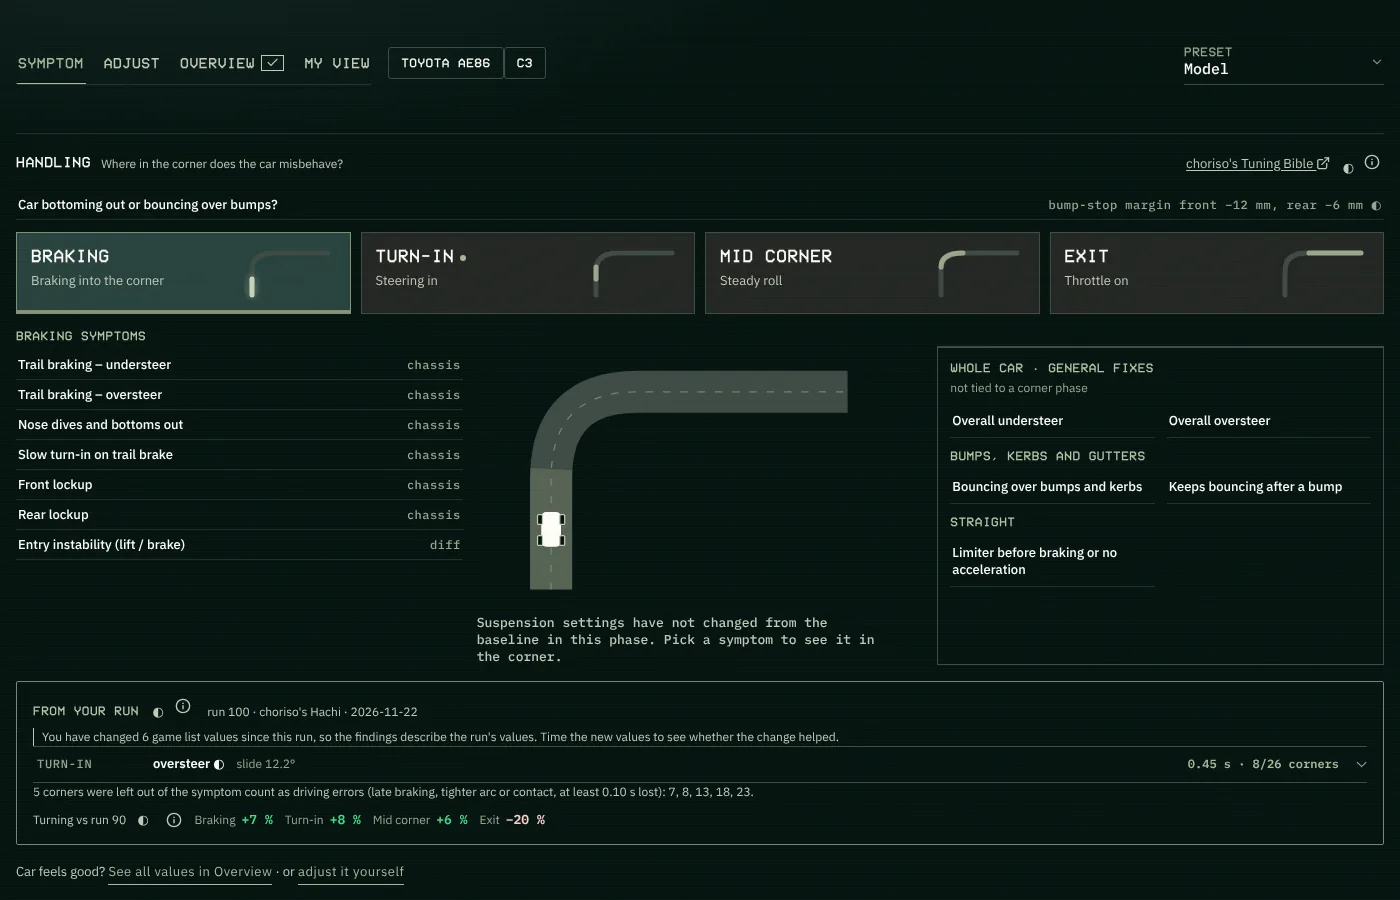 SYMPTOM ADJUST OVERVIEW MY VIEW TOYOTA AE86 C3
PRESET
Model
HANDLING Where in the corner does the car misbehave? choriso's Tuning Bible
Car bottoming out or bouncing over bumps? bump-stop margin front −12 mm, rear −6 mm
BRAKING
Braking into the corner
TURN-IN
Steering in
MID CORNER
Steady roll
EXIT
Throttle on
BRAKING SYMPTOMS
Trail braking – understeer chassis
Trail braking – oversteer chassis
Nose dives and bottoms out chassis
Slow turn-in on trail brake chassis
Front lockup chassis
Rear lockup chassis
Entry instability (lift / brake) diff
Suspension settings have not changed from the
baseline in this phase. Pick a symptom to see it in
the corner.
WHOLE CAR · GENERAL FIXES
not tied to a corner phase
Overall understeer Overall oversteer
BUMPS, KERBS AND GUTTERS
Bouncing over bumps and kerbs Keeps bouncing after a bump
STRAIGHT
Limiter before braking or no
acceleration
FROM YOUR RUN run 100 · choriso's Hachi · 2026-11-22
You have changed 6 game list values since this run, so the findings describe the run's values. Time the new values to see whether the change helped.
TURN-IN oversteer slide 12.2° 0.45 s · 8/26 corners
5 corners were left out of the symptom count as driving errors (late braking, tighter arc or contact, at least 0.10 s lost): 7, 8, 13, 18, 23.
Turning vs run 90 Braking +7 % Turn-in +8 % Mid corner +6 % Exit −20 %
Car feels good? See all values in Overview · or adjust it yourself